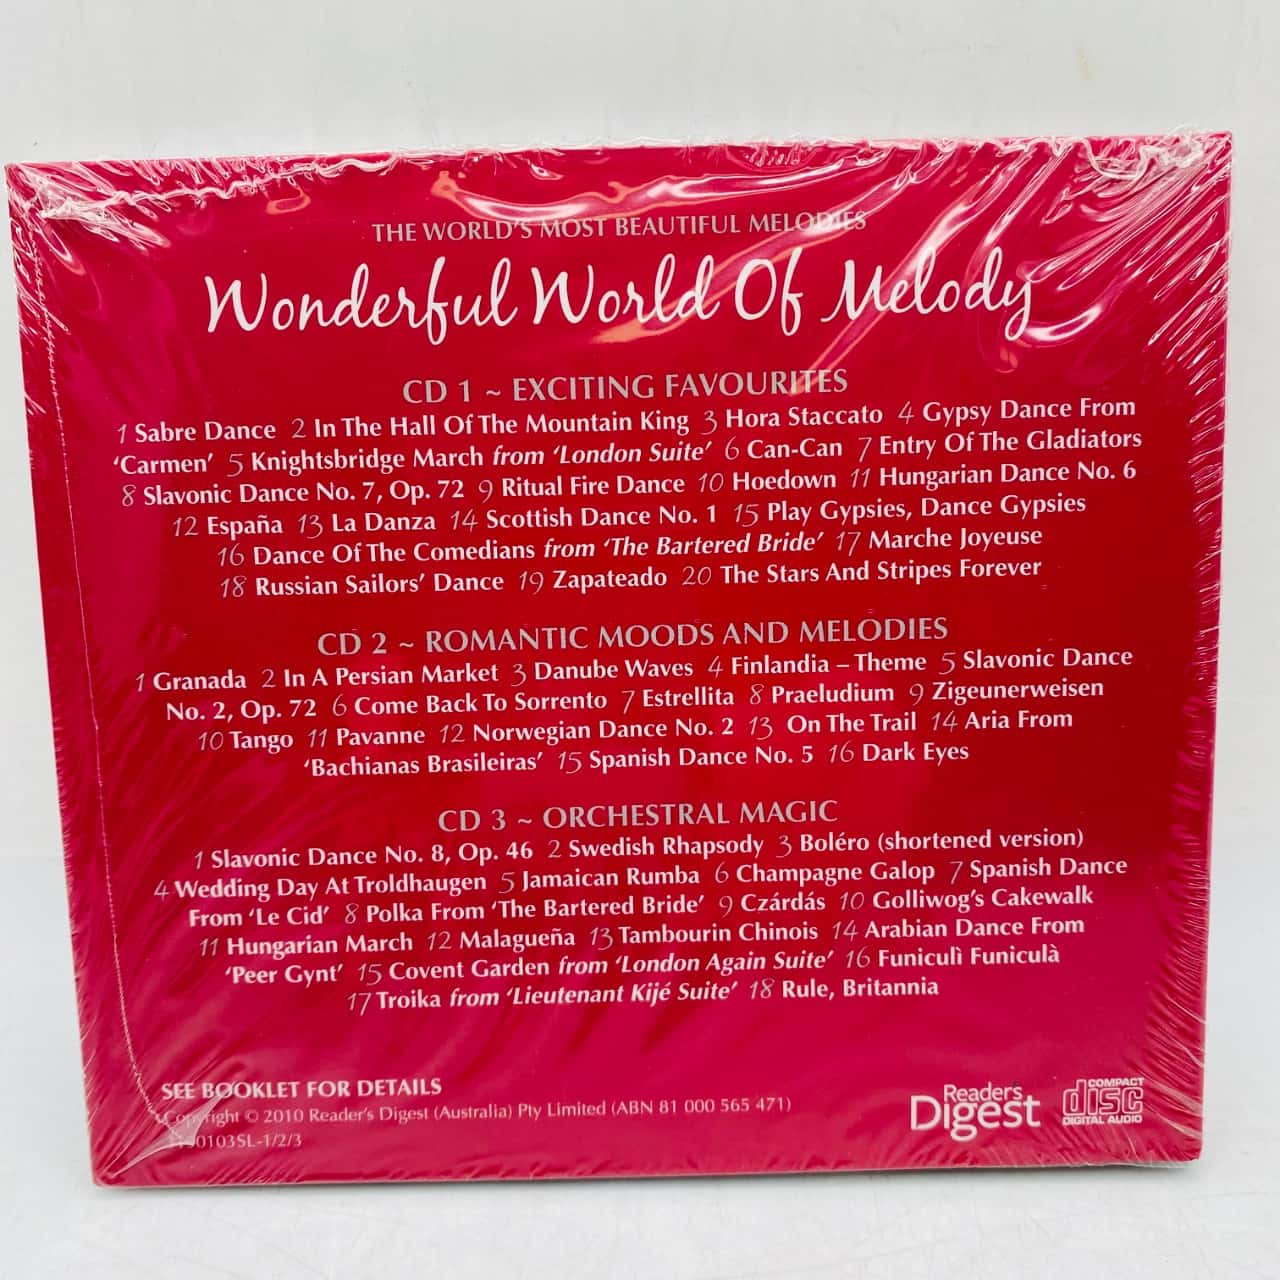 THE WORLD'S MOST BEAUTIFUL MELODIES
Wonderful World Of Melody
CD 1 ~ EXCITING FAVOURITES
1 Sabre Dance 2 In The Hall Of The Mountain King 3 Hora Staccato 4 Gypsy Dance From
'Carmen' 5 Knightsbridge March from 'London Suite' 6 Can-Can 7 Entry Of The Gladiators
8 Slavonic Dance No. 7, Op. 72 9 Ritual Fire Dance 10 Hoedown 11 Hungarian Dance No. 6
12 España 13 La Danza 14 Scottish Dance No. 1 15 Play Gypsies, Dance Gypsies
16 Dance Of The Comedians from 'The Bartered Bride' 17 Marche Joyeuse
18 Russian Sailors' Dance 19 Zapateado 20 The Stars And Stripes Forever
CD 2 ~ ROMANTIC MOODS AND MELODIES
1 Granada 2 In A Persian Market 3 Danube Waves 4 Finlandia – Theme 5 Slavonic Dance
No. 2, Op. 72 6 Come Back To Sorrento 7 Estrellita 8 Praeludium 9 Zigeunerweisen
10 Tango 11 Pavanne 12 Norwegian Dance No. 2 13 On The Trail 14 Aria From
'Bachianas Brasileiras' 15 Spanish Dance No. 5 16 Dark Eyes
CD 3 ~ ORCHESTRAL MAGIC
1 Slavonic Dance No. 8, Op. 46 2 Swedish Rhapsody 3 Boléro (shortened version)
4 Wedding Day At Troldhaugen 5 Jamaican Rumba 6 Champagne Galop 7 Spanish Dance
From 'Le Cid' 8 Polka From 'The Bartered Bride' 9 Czárdás 10 Golliwog's Cakewalk
11 Hungarian March 12 Malagueña 13 Tambourin Chinois 14 Arabian Dance From
'Peer Gynt' 15 Covent Garden from 'London Again Suite' 16 Funiculì Funiculà
17 Troika from 'Lieutenant Kijé Suite' 18 Rule, Britannia
SEE BOOKLET FOR DETAILS
Copyright © 2010 Reader's Digest (Australia) Pty Limited (ABN 81 000 565 471)
Reader's
Digest
COMPACT
disc
DIGITAL AUDIO